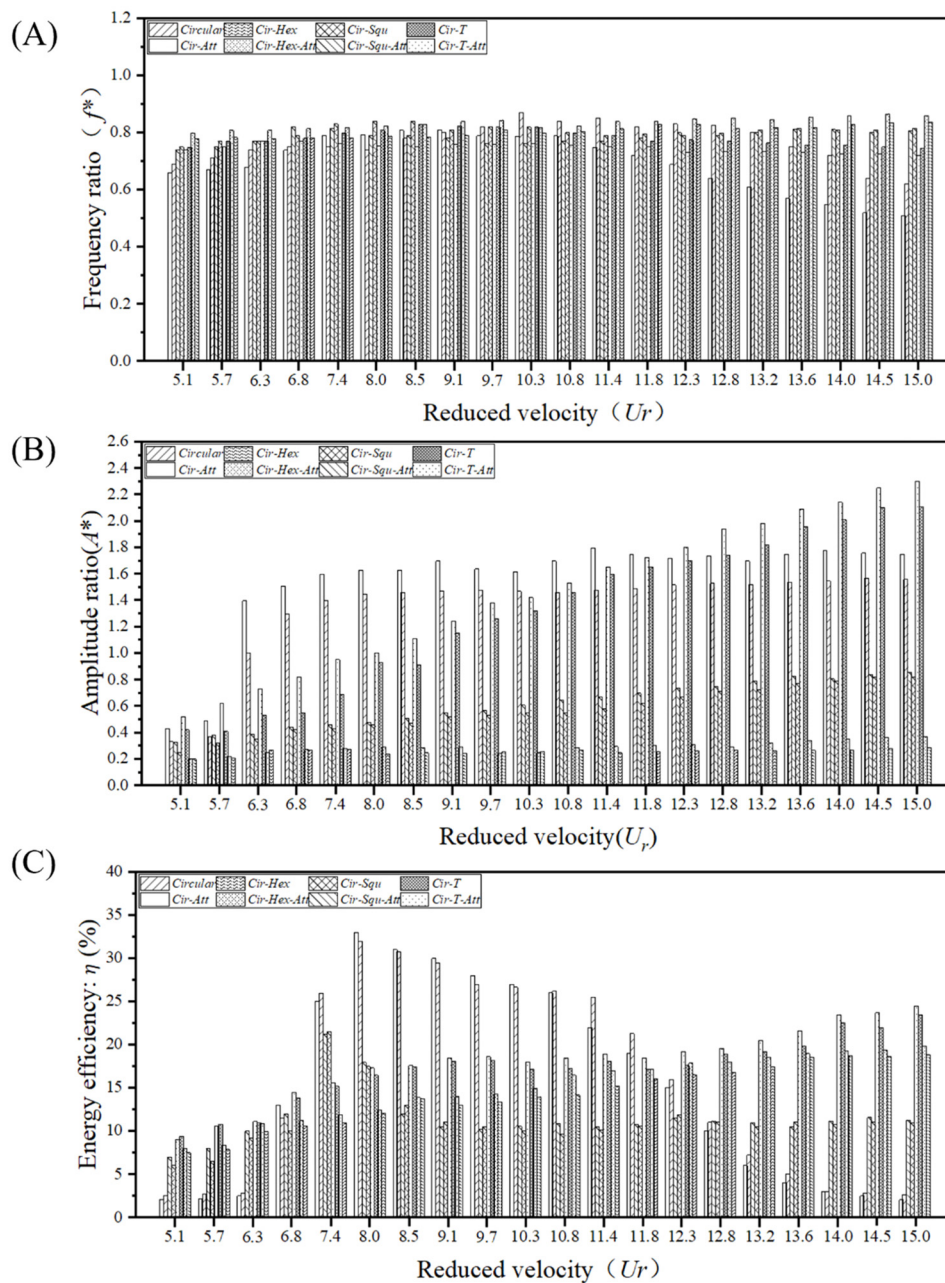 (A)
1.2
1.0
0.8
0.6
0.4
0.2
0.0
Frequency ratio（f*）
Circular Cir-Hex Cir-Squ Cir-T
Cir-Att Cir-Hex-Att Cir-Squ-Att Cir-T-Att
5.1 5.7 6.3 6.8 7.4 8.0 8.5 9.1 9.7 10.3 10.8 11.4 11.8 12.3 12.8 13.2 13.6 14.0 14.5 15.0
Reduced velocity（Ur）
(B)
2.6
2.4
2.2
2.0
1.8
1.6
1.4
1.2
1.0
0.8
0.6
0.4
0.2
0.0
Amplitude ratio(A*)
Circular Cir-Hex Cir-Squ Cir-T
Cir-Att Cir-Hex-Att Cir-Squ-Att Cir-T-Att
5.1 5.7 6.3 6.8 7.4 8.0 8.5 9.1 9.7 10.3 10.8 11.4 11.8 12.3 12.8 13.2 13.6 14.0 14.5 15.0
Reduced velocity(Ur)
(C)
40
35
30
25
20
15
10
5
0
Energy efficiency: η (%)
Circular Cir-Hex Cir-Squ Cir-T
Cir-Att Cir-Hex-Att Cir-Squ-Att Cir-T-Att
5.1 5.7 6.3 6.8 7.4 8.0 8.5 9.1 9.7 10.3 10.8 11.4 11.8 12.3 12.8 13.2 13.6 14.0 14.5 15.0
Reduced velocity（Ur）